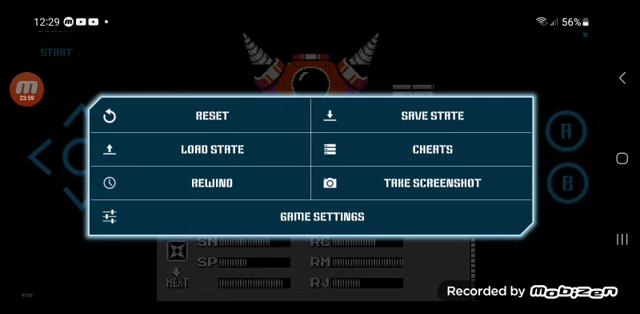 12:29
56%
START
23:59
RESET
SAVE STATE
LOAD STATE
CHEATS
REWIND
TAKE SCREENSHOT
GAME SETTINGS
A
B
SN
RC
SP
RM
NEXT
RJ
Recorded by mobizen